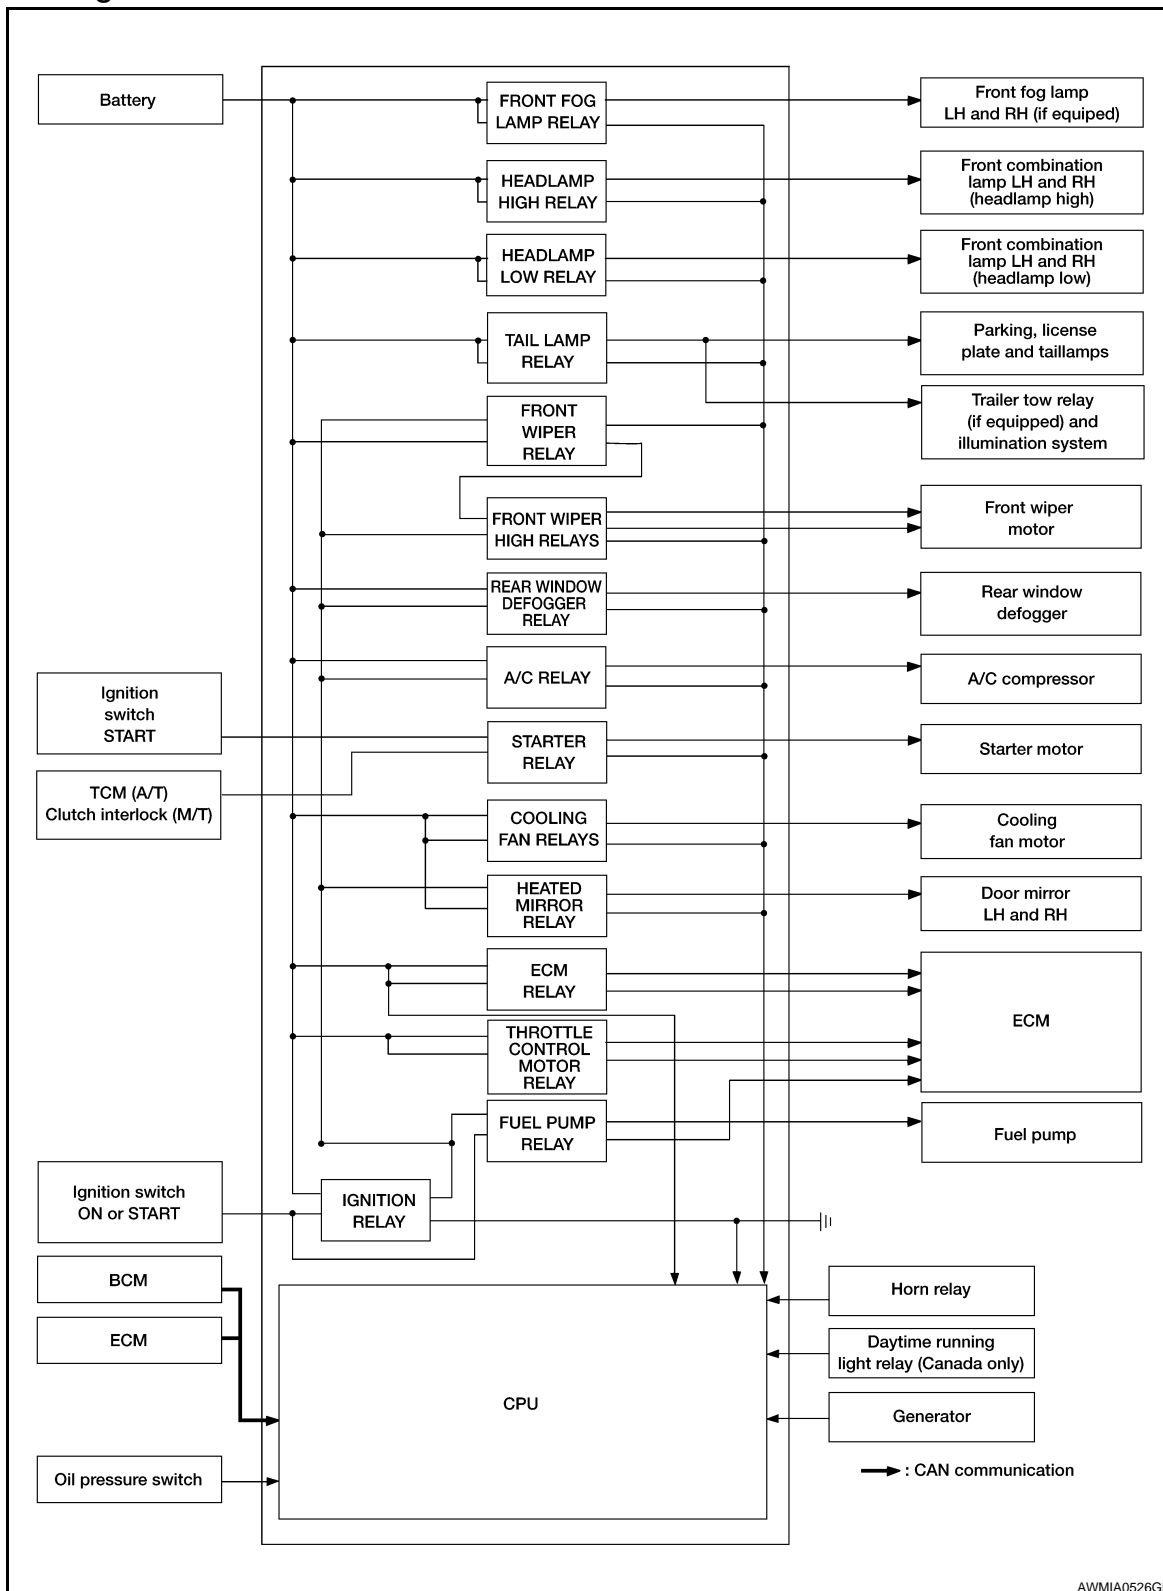 Battery
FRONT FOG
LAMP RELAY
Front fog lamp
LH and RH (if equiped)
HEADLAMP
HIGH RELAY
Front combination
lamp LH and RH
(headlamp high)
HEADLAMP
LOW RELAY
Front combination
lamp LH and RH
(headlamp low)
TAIL LAMP
RELAY
Parking, license
plate and taillamps
FRONT
WIPER
RELAY
Trailer tow relay
(if equipped) and
illumination system
FRONT WIPER
HIGH RELAYS
Front wiper
motor
REAR WINDOW
DEFOGGER
RELAY
Rear window
defogger
A/C RELAY
A/C compressor
Ignition
switch
START
STARTER
RELAY
Starter motor
TCM (A/T)
Clutch interlock (M/T)
COOLING
FAN RELAYS
Cooling
fan motor
HEATED
MIRROR
RELAY
Door mirror
LH and RH
ECM
RELAY
ECM
THROTTLE
CONTROL
MOTOR
RELAY
FUEL PUMP
RELAY
Fuel pump
Ignition switch
ON or START
IGNITION
RELAY
BCM
ECM
Horn relay
Daytime running
light relay (Canada only)
CPU
Generator
Oil pressure switch
: CAN communication